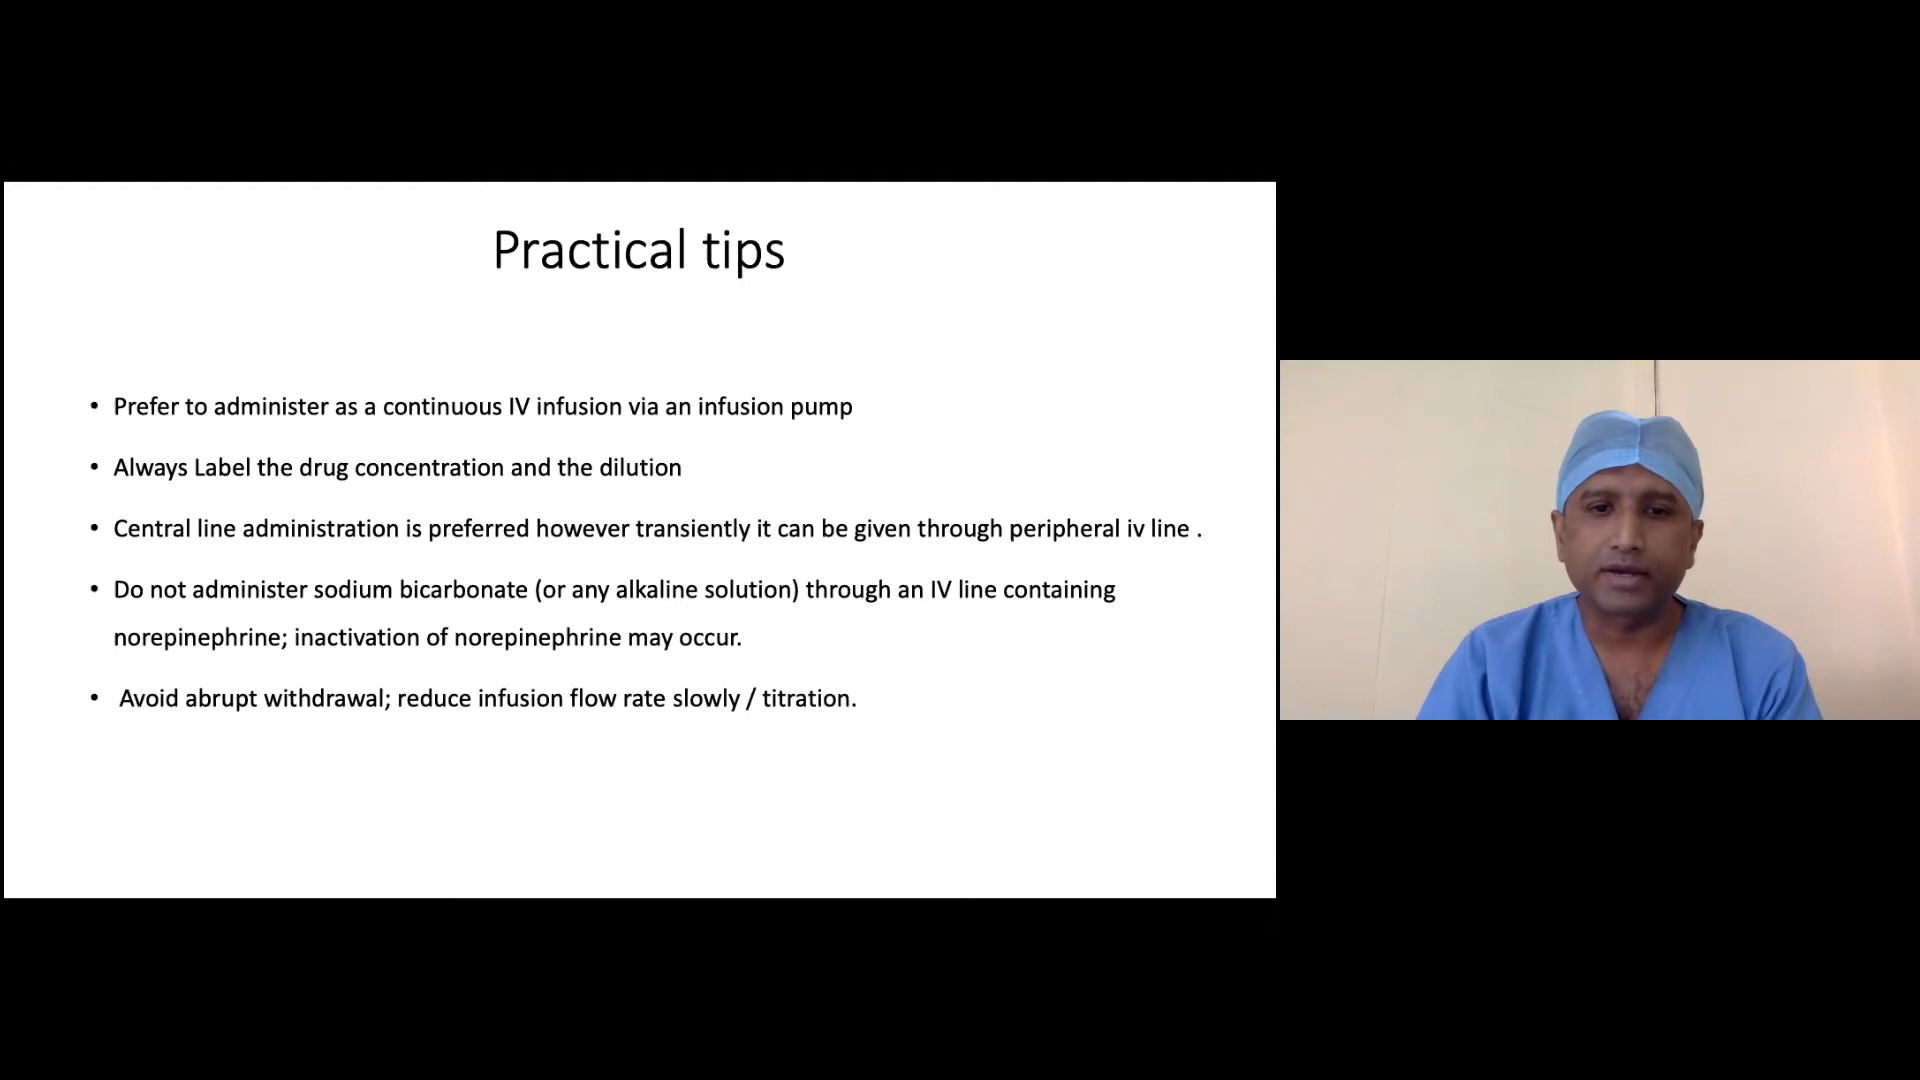 Practical tips
• Prefer to administer as a continuous IV infusion via an infusion pump
• Always Label the drug concentration and the dilution
• Central line administration is preferred however transiently it can be given through peripheral iv line .
• Do not administer sodium bicarbonate (or any alkaline solution) through an IV line containing
norepinephrine; inactivation of norepinephrine may occur.
• Avoid abrupt withdrawal; reduce infusion flow rate slowly / titration.